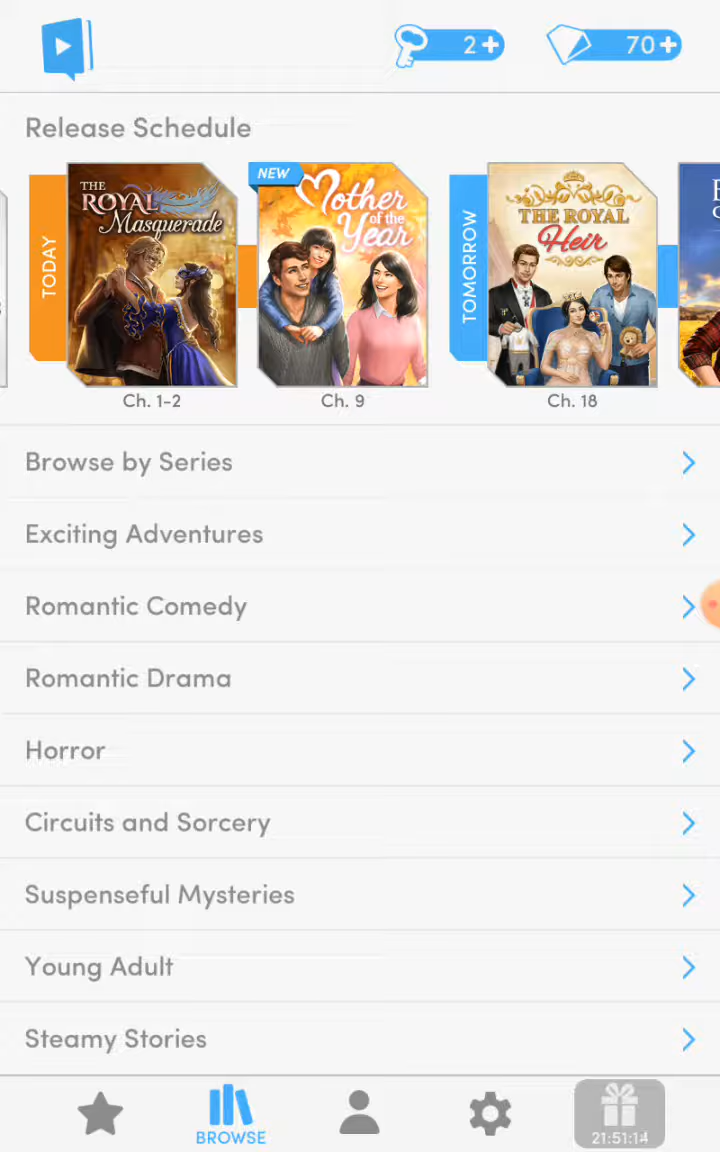 2+
70+
Release Schedule
TODAY
THE
ROYAL
Masquerade
Ch. 1-2
NEW
Mother
of the
Year
Ch. 9
TOMORROW
THE ROYAL
Heir
Ch. 18
Browse by Series
Exciting Adventures
Romantic Comedy
Romantic Drama
Horror
Circuits and Sorcery
Suspenseful Mysteries
Young Adult
Steamy Stories
BROWSE
21:51:14